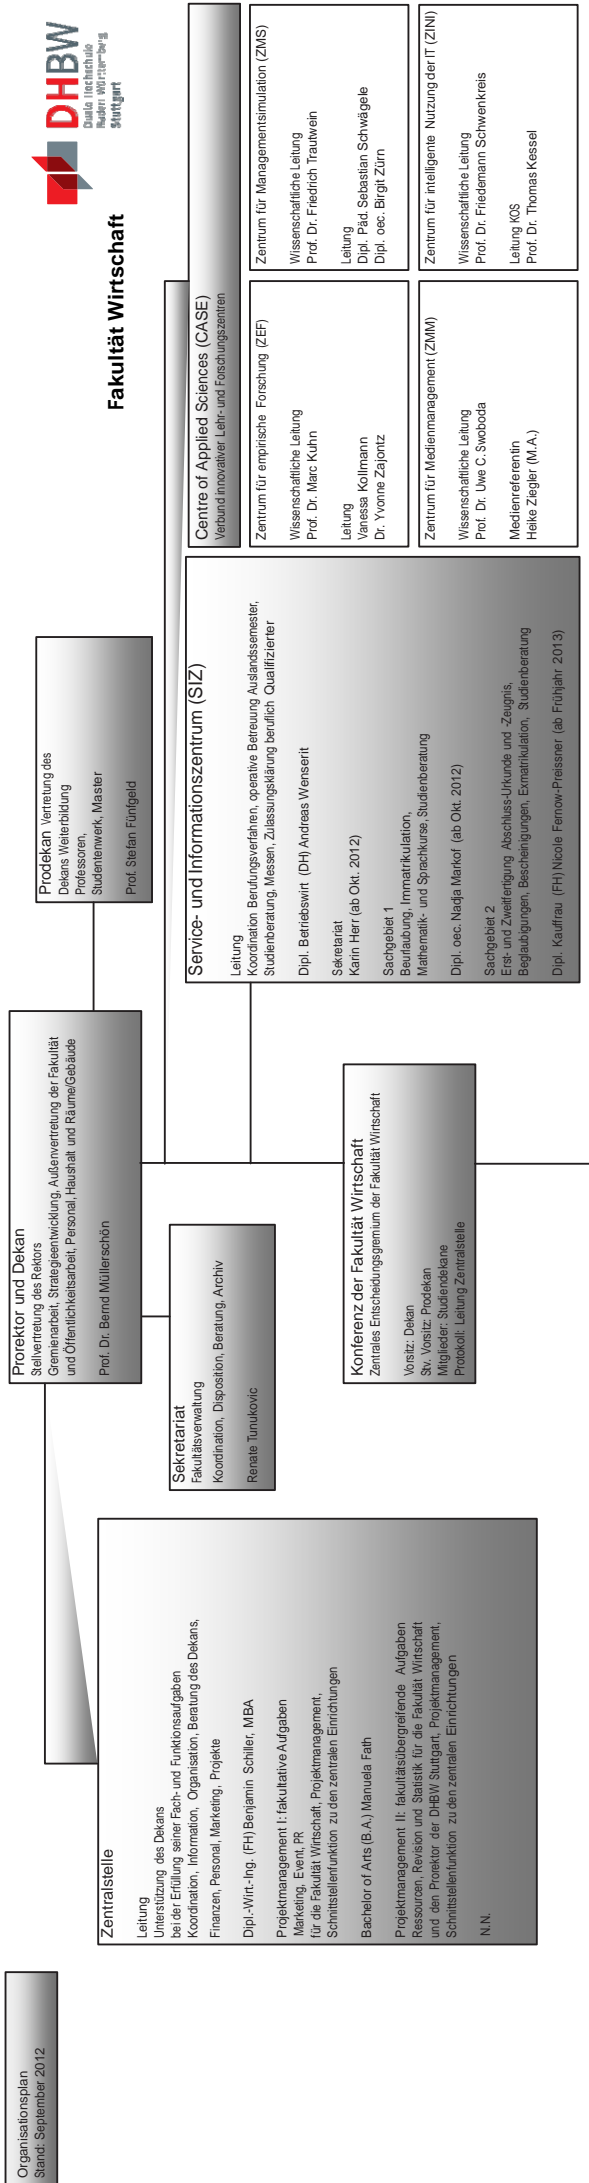 Organisationsplan
Stand: September 2012
DHBW
Duale Hochschule
Baden-Württemberg
Stuttgart
Fakultät Wirtschaft
Prorektor und Dekan
Stellvertretung des Rektors
Gremienarbeit, Strategieentwicklung, Außenvertretung der Fakultät
und Öffentlichkeitsarbeit, Personal, Haushalt und Räume/Gebäude
Prof. Dr. Bernd Müllerschön
Prodekan Vertretung des
Dekans Weiterbildung
Professoren,
Studentenwerk, Master
Prof. Stefan Fünfgeld
Zentralstelle
Leitung
Unterstützung des Dekans
bei der Erfüllung seiner Fach- und Funktionsaufgaben
Koordination, Information, Organisation, Beratung des Dekans,
Finanzen, Personal, Marketing, Projekte
Dipl.-Wirt.-Ing. (FH) Benjamin Schiller, MBA
Projektmanagement I: fakultative Aufgaben
Marketing, Event, PR
für die Fakultät Wirtschaft, Projektmanagement,
Schnittstellenfunktion zu den zentralen Einrichtungen
Bachelor of Arts (B.A.) Manuela Fath
Projektmanagement II: fakultätsübergreifende Aufgaben
Ressourcen, Revision und Statistik für die Fakultät Wirtschaft
und den Prorektor der DHBW Stuttgart, Projektmanagement,
Schnittstellenfunktion zu den zentralen Einrichtungen
N.N.
Sekretariat
Fakultätsverwaltung
Koordination, Disposition, Beratung, Archiv
Renate Tunukovic
Konferenz der Fakultät Wirtschaft
Zentrales Entscheidungsgremium der Fakultät Wirtschaft
Vorsitz: Dekan
Stv. Vorsitz: Prodekan
Mitglieder: Studiendekane
Protokoll: Leitung Zentralstelle
Service- und Informationszentrum (SIZ)
Leitung
Koordination Berufungsverfahren, operative Betreuung Auslandssemester,
Studienberatung, Messen, Zulassungsklärung beruflich Qualifizierter
Dipl. Betriebswirt (DH) Andreas Wenserit
Sekretariat
Karin Herr (ab Okt. 2012)
Sachgebiet 1
Beurlaubung, Immatrikulation,
Mathematik- und Sprachkurse, Studienberatung
Dipl. oec. Nadja Markof (ab Okt. 2012)
Sachgebiet 2
Erst- und Zweitfertigung Abschluss-Urkunde und -Zeugnis,
Beglaubigungen, Bescheinigungen, Exmatrikulation, Studienberatung
Dipl. Kauffrau (FH) Nicole Fernow-Preissner (ab Frühjahr 2013)
Centre of Applied Sciences (CASE)
Verbund innovativer Lehr- und Forschungszentren
Zentrum für empirische Forschung (ZEF)
Wissenschaftliche Leitung
Prof. Dr. Marc Kuhn
Leitung
Vanessa Kollmann
Dr. Yvonne Zajontz
Zentrum für Managementsimulation (ZMS)
Wissenschaftliche Leitung
Prof. Dr. Friedrich Trautwein
Leitung
Dipl. Päd. Sebastian Schwägele
Dipl. oec. Birgit Zürn
Zentrum für Medienmanagement (ZMM)
Wissenschaftliche Leitung
Prof. Dr. Uwe C. Swoboda
Medienreferentin
Heike Ziegler (M.A.)
Zentrum für intelligente Nutzung der IT (ZINI)
Wissenschaftliche Leitung
Prof. Dr. Friedemann Schwenkreis
Leitung KOS
Prof. Dr. Thomas Kessel